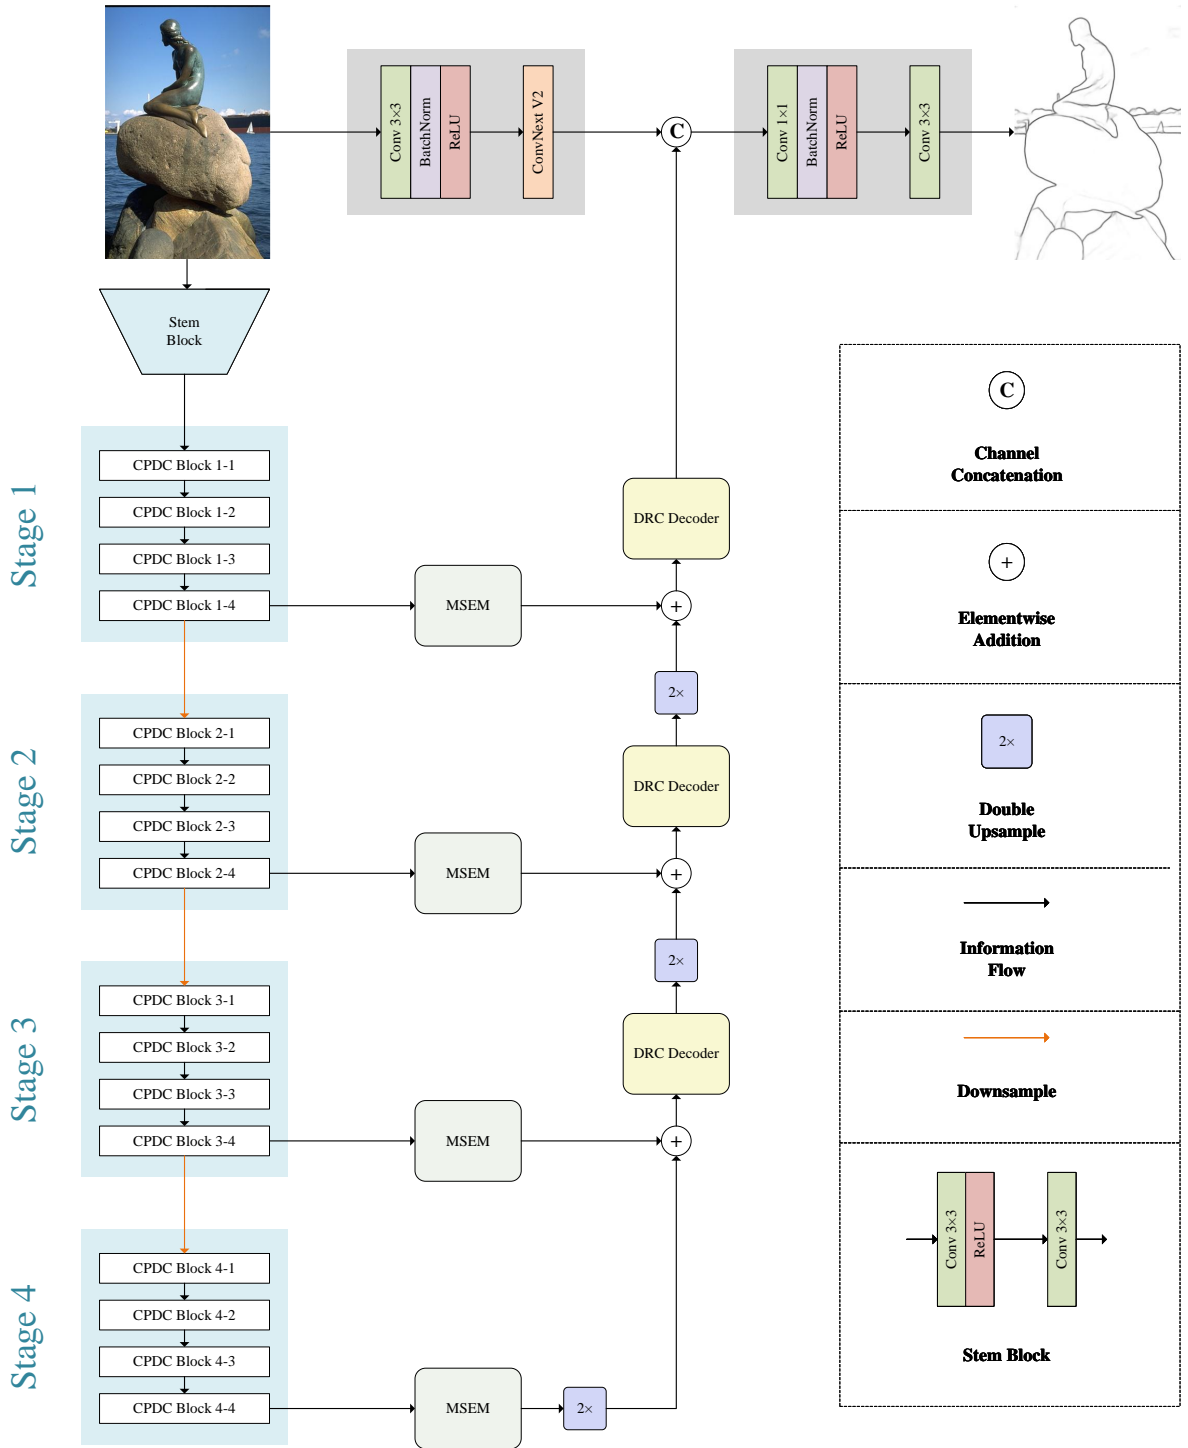 Conv 3×3
BatchNorm
ReLU
ConvNext V2
C
Conv 1×1
BatchNorm
ReLU
Conv 3×3
Stem
Block
Stage 1
CPDC Block 1-1
CPDC Block 1-2
CPDC Block 1-3
CPDC Block 1-4
MSEM
+
DRC Decoder
2×
Stage 2
CPDC Block 2-1
CPDC Block 2-2
CPDC Block 2-3
CPDC Block 2-4
MSEM
+
DRC Decoder
2×
Stage 3
CPDC Block 3-1
CPDC Block 3-2
CPDC Block 3-3
CPDC Block 3-4
MSEM
+
DRC Decoder
Stage 4
CPDC Block 4-1
CPDC Block 4-2
CPDC Block 4-3
CPDC Block 4-4
MSEM
2×
C
Channel
Concatenation
+
Elementwise
Addition
2×
Double
Upsample
Information
Flow
Downsample
Conv 3×3
ReLU
Conv 3×3
Stem Block